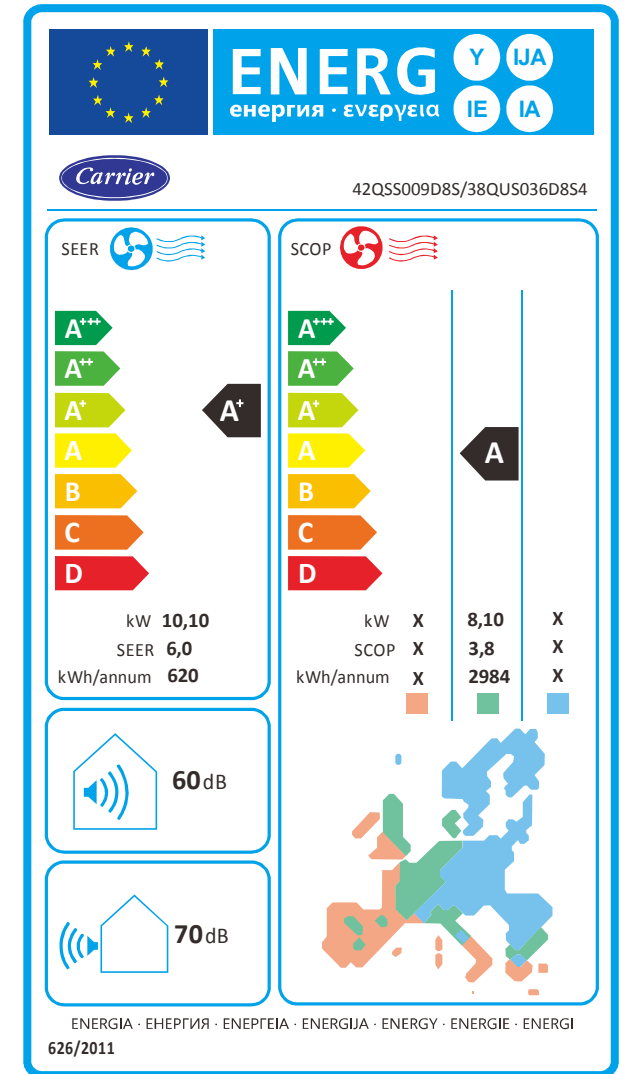 ENERG
енергия · ενεργεια
Y IJA
IE IA
Carrier
42QSS009D8S/38QUS036D8S4
SEER
A+++
A++
A+
A
B
C
D
A+
kW 10,10
SEER 6,0
kWh/annum 620
SCOP
A+++
A++
A+
A
B
C
D
A
kW X 8,10 X
SCOP X 3,8 X
kWh/annum X 2984 X
60dB
70dB
ENERGIA · ЕНЕРГИЯ · ΕΝΕΡΓΕΙΑ · ENERGIJA · ENERGY · ENERGIE · ENERGI
626/2011